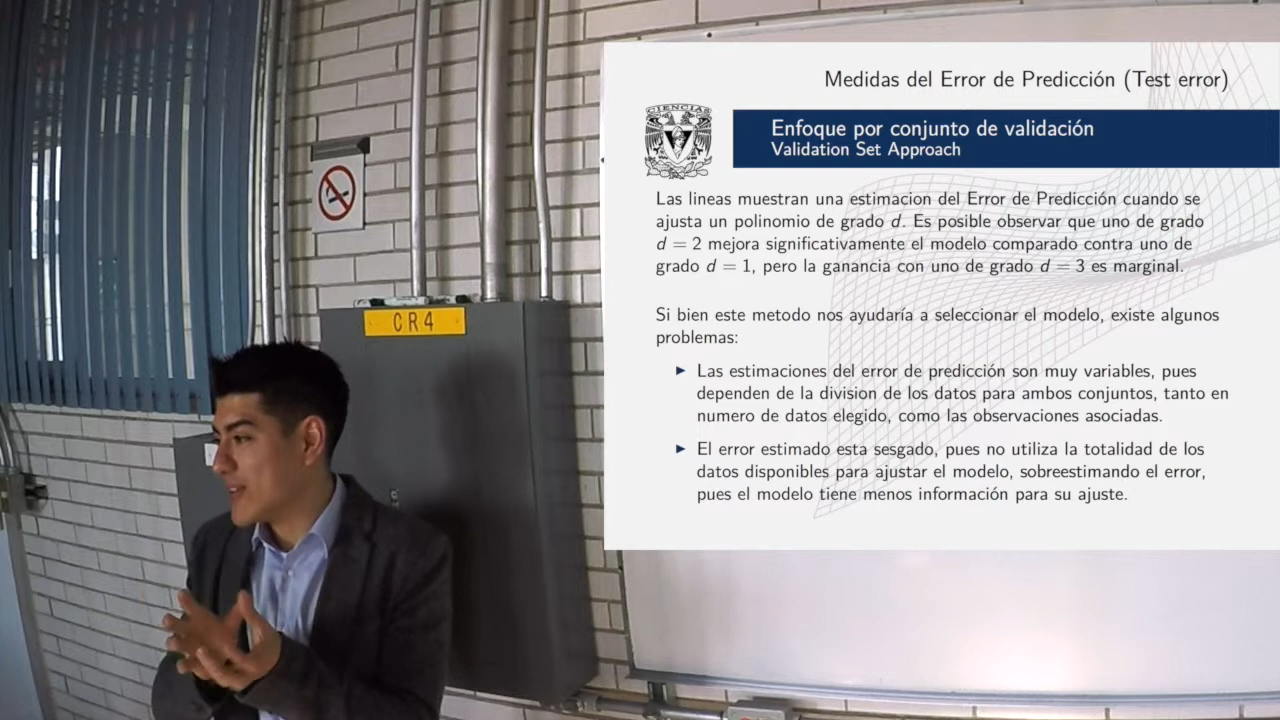 Medidas del Error de Predicción (Test error)
CIENCIAS
Enfoque por conjunto de validación
Validation Set Approach
Las lineas muestran una estimacion del Error de Predicción cuando se
ajusta un polinomio de grado d. Es posible observar que uno de grado
d = 2 mejora significativamente el modelo comparado contra uno de
grado d = 1, pero la ganancia con uno de grado d = 3 es marginal.
Si bien este metodo nos ayudaría a seleccionar el modelo, existe algunos
problemas:
▶ Las estimaciones del error de predicción son muy variables, pues
dependen de la division de los datos para ambos conjuntos, tanto en
numero de datos elegido, como las observaciones asociadas.
▶ El error estimado esta sesgado, pues no utiliza la totalidad de los
datos disponibles para ajustar el modelo, sobreestimando el error,
pues el modelo tiene menos información para su ajuste.
CR4